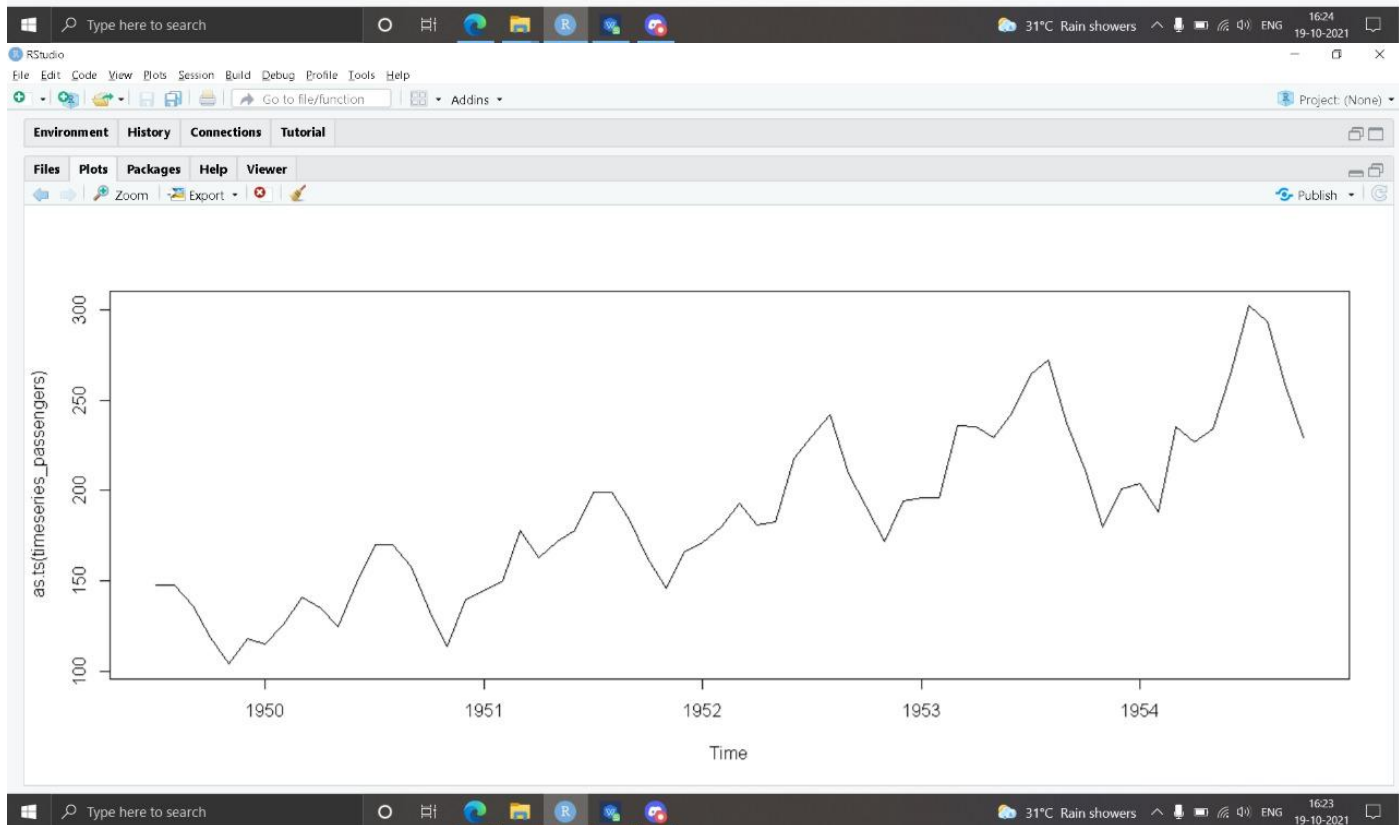 Type here to search
31°C Rain showers
ENG
16:24
19-10-2021
RStudio
File Edit Code View Plots Session Build Debug Profile Tools Help
Go to file/function
Addins
Project: (None)
Environment History Connections Tutorial
Files Plots Packages Help Viewer
Zoom Export
Publish
as.ts(timeseries_passengers)
300
250
200
150
100
1950 1951 1952 1953 1954
Time
Type here to search
31°C Rain showers
ENG
16:23
19-10-2021